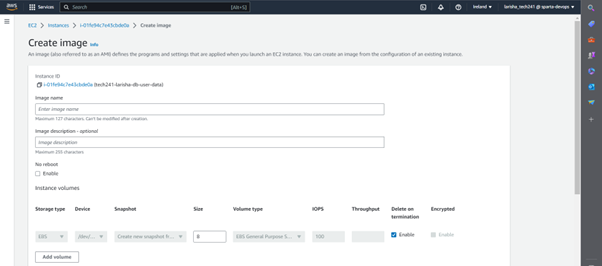 aws Services Search [Alt+S] Ireland larisha_tech241 @ sparta-devops
EC2 > Instances > i-01fe94c7e43cbde0a > Create image
Create image Info
An image (also referred to as an AMI) defines the programs and settings that are applied when you launch an EC2 instance. You can create an image from the configuration of an existing instance.
Instance ID
i-01fe94c7e43cbde0a (tech241-larisha-db-user-data)
Image name
Enter image name
Maximum 127 characters. Can't be modified after creation.
Image description - optional
Image description
Maximum 255 characters
No reboot
Enable
Instance volumes
Storage type Device Snapshot Size Volume type IOPS Throughput Delete on termination Encrypted
EBS /dev/... Create new snapshot fr... 8 EBS General Purpose S... 100 Enable Enable
Add volume